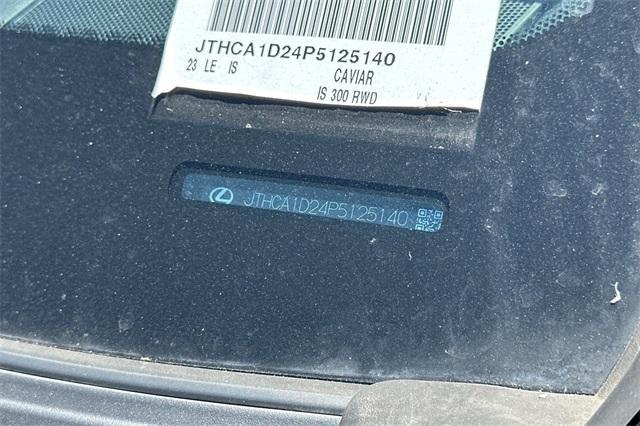 JTHCA1D24P5125140
23 LE IS CAVIAR
IS 300 RWD
JTHCA1D24P5125140